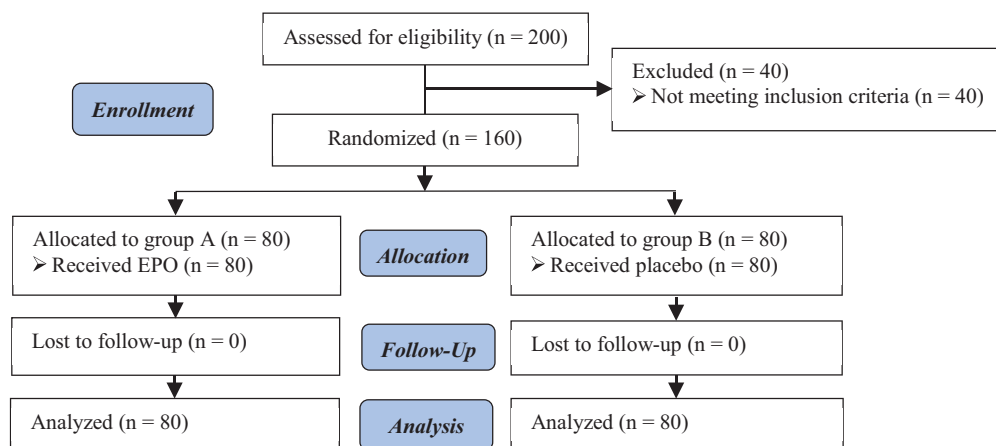 Assessed for eligibility (n = 200)
Excluded (n = 40)
➢ Not meeting inclusion criteria (n = 40)
Enrollment
Randomized (n = 160)
Allocated to group A (n = 80)
➢ Received EPO (n = 80)
Allocation
Allocated to group B (n = 80)
➢ Received placebo (n = 80)
Lost to follow-up (n = 0)
Follow-Up
Lost to follow-up (n = 0)
Analyzed (n = 80)
Analysis
Analyzed (n = 80)